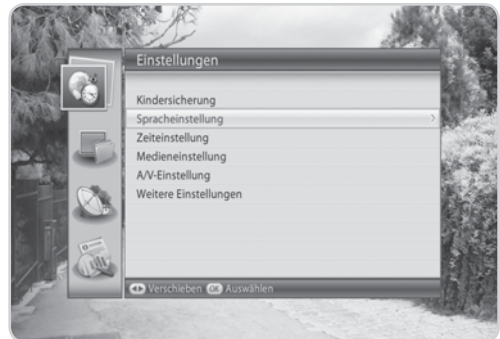 Einstellungen
Kindersicherung
Spracheinstellung
Zeiteinstellung
Medieneinstellung
A/V-Einstellung
Weitere Einstellungen
Verschieben OK Auswählen